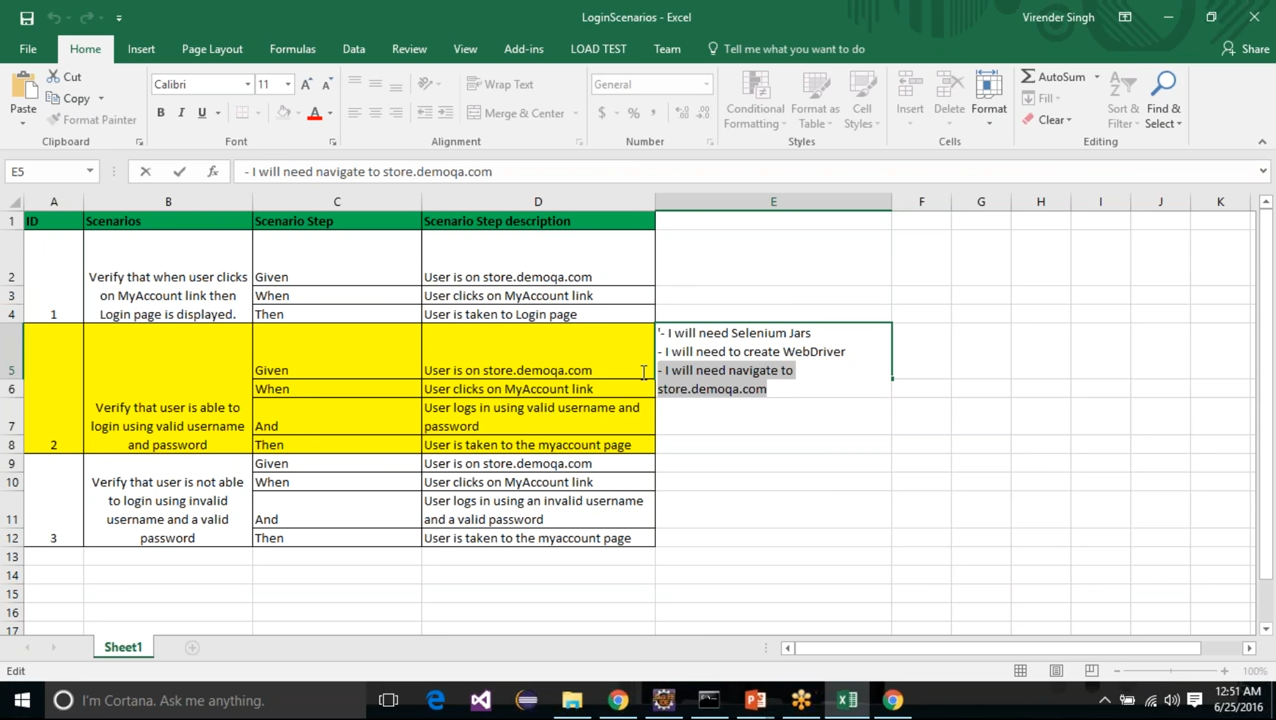 LoginScenarios - Excel
Virender Singh
File Home Insert Page Layout Formulas Data Review View Add-ins LOAD TEST Team Tell me what you want to do Share
Paste
Cut
Copy
Format Painter
Clipboard
Calibri 11 A A
B I U A
Font
Wrap Text
Merge & Center
Alignment
General
$ % ,
Number
Conditional Formatting
Format as Table
Cell Styles
Styles
Insert
Delete
Format
Cells
AutoSum
Fill
Clear
Sort & Filter
Find & Select
Editing
E5 fx - I will need navigate to store.demoqa.com
A B C D E F G H I J K
1 ID Scenarios Scenario Step Scenario Step description
2 Verify that when user clicks Given User is on store.demoqa.com
3 on MyAccount link then When User clicks on MyAccount link
4 1 Login page is displayed. Then User is taken to Login page
'- I will need Selenium Jars
- I will need to create WebDriver
5 Given User is on store.demoqa.com - I will need navigate to
6 When User clicks on MyAccount link store.demoqa.com
Verify that user is able to User logs in using valid username and
7 login using valid username And password
8 2 and password Then User is taken to the myaccount page
9 Given User is on store.demoqa.com
10 Verify that user is not able When User clicks on MyAccount link
to login using invalid User logs in using an invalid username
11 username and a valid And and a valid password
12 3 password Then User is taken to the myaccount page
13
14
15
16
17
Sheet1
Edit 100%
I'm Cortana. Ask me anything.
12:51 AM
6/25/2016